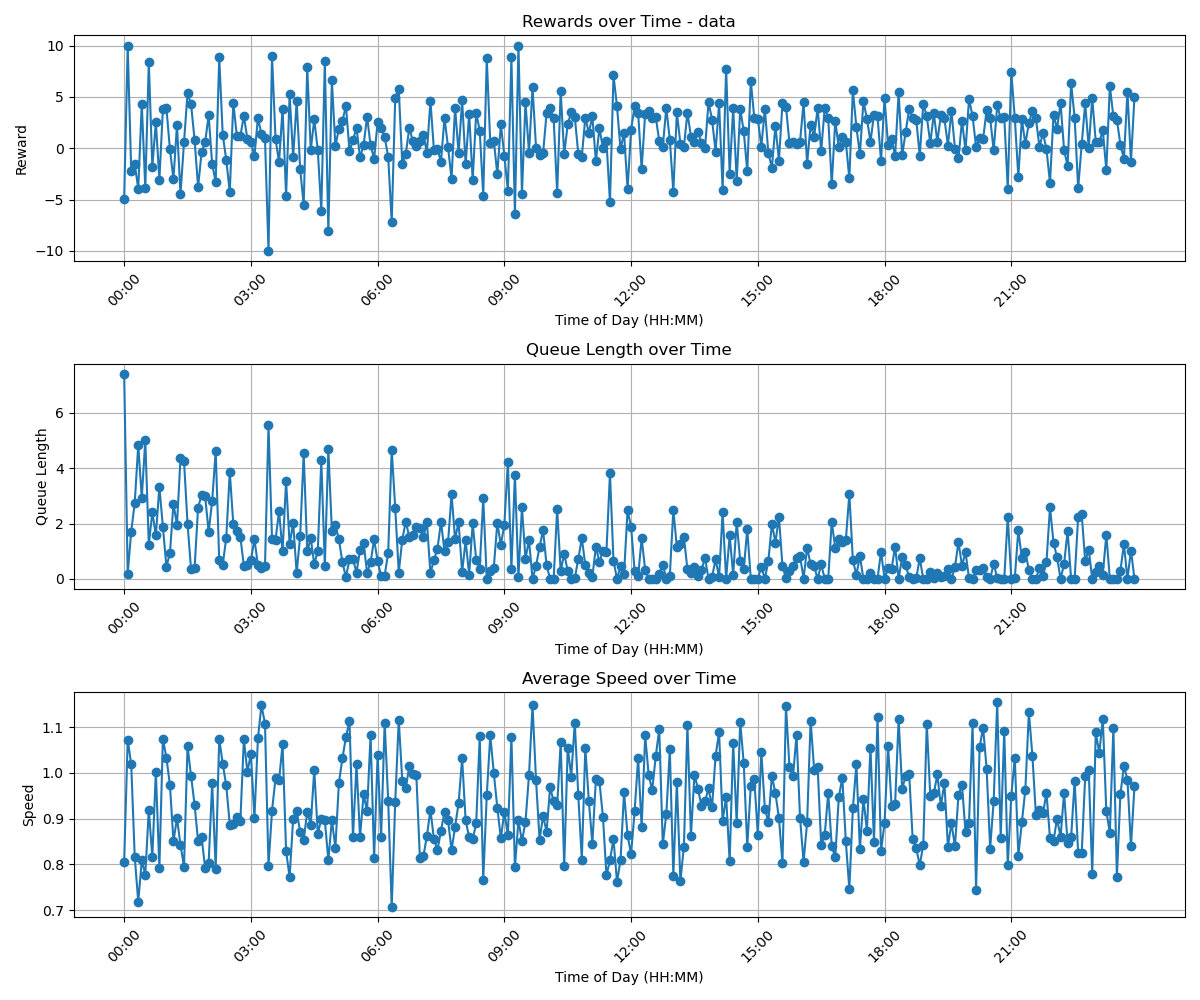 Rewards over Time - data
Reward
10
5
0
−5
−10
00:00 03:00 06:00 09:00 12:00 15:00 18:00 21:00
Time of Day (HH:MM)
Queue Length over Time
Queue Length
6
4
2
0
00:00 03:00 06:00 09:00 12:00 15:00 18:00 21:00
Time of Day (HH:MM)
Average Speed over Time
Speed
1.1
1.0
0.9
0.8
0.7
00:00 03:00 06:00 09:00 12:00 15:00 18:00 21:00
Time of Day (HH:MM)